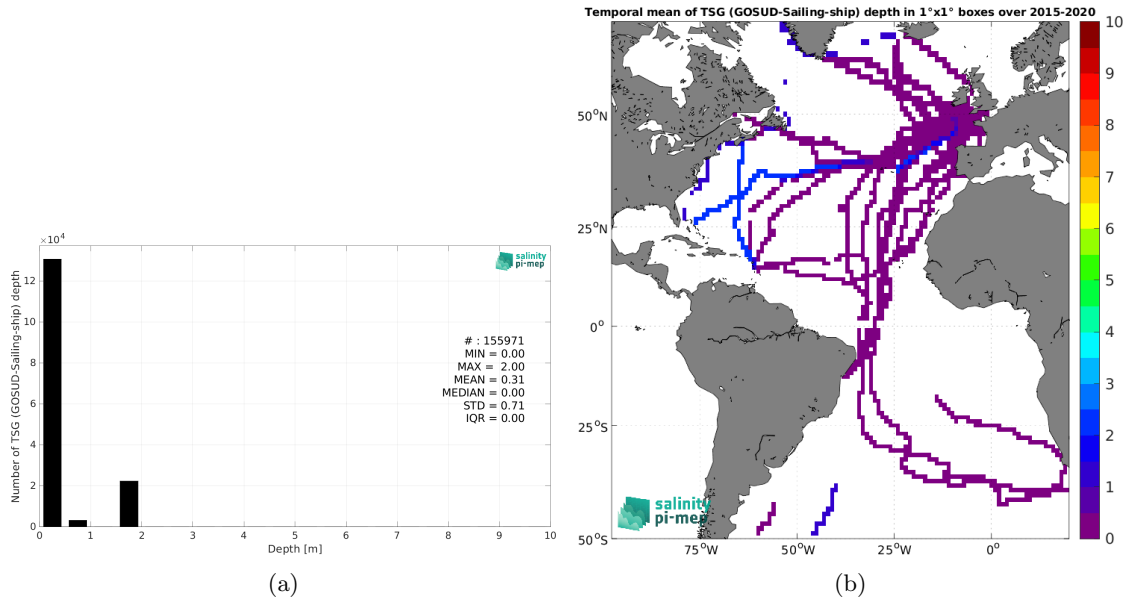 ×10⁴
12
10
8
6
4
2
0
Number of TSG (GOSUD-Sailing-ship) depth
0 1 2 3 4 5 6 7 8 9 10
Depth [m]
salinity
pi-mep
# : 155971
MIN = 0.00
MAX = 2.00
MEAN = 0.31
MEDIAN = 0.00
STD = 0.71
IQR = 0.00
(a)
Temporal mean of TSG (GOSUD-Sailing-ship) depth in 1°x1° boxes over 2015-2020
50°N
25°N
0°
25°S
50°S
75°W 50°W 25°W 0°
salinity
pi-mep
10
9
8
7
6
5
4
3
2
1
0
(b)